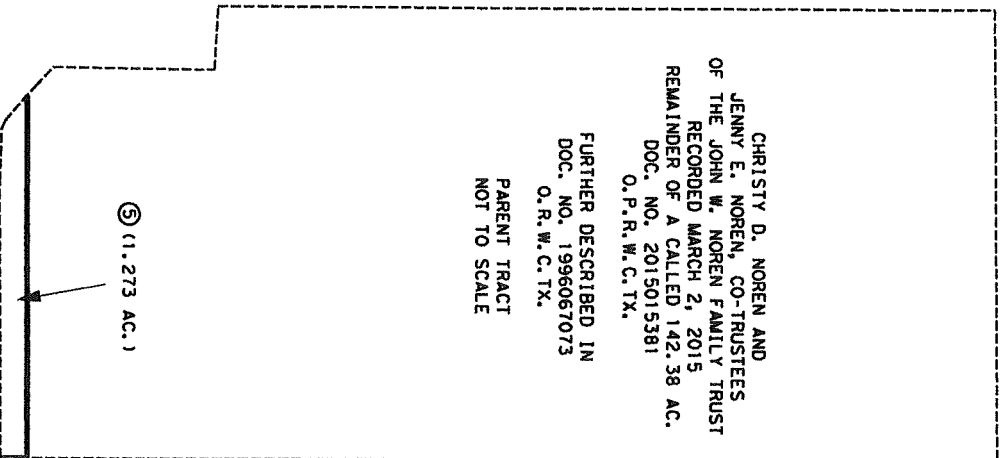 CHRISTY D. NOREN AND
JENNY E. NOREN, CO-TRUSTEES
OF THE JOHN W. NOREN FAMILY TRUST
RECORDED MARCH 2, 2015
REMAINDER OF A CALLED 142.38 AC.
DOC. NO. 2015015381
O.P.R.W.C.TX.
FURTHER DESCRIBED IN
DOC. NO. 1996067073
O.R.W.C.TX.
PARENT TRACT
NOT TO SCALE
⑤ (1.273 AC.)